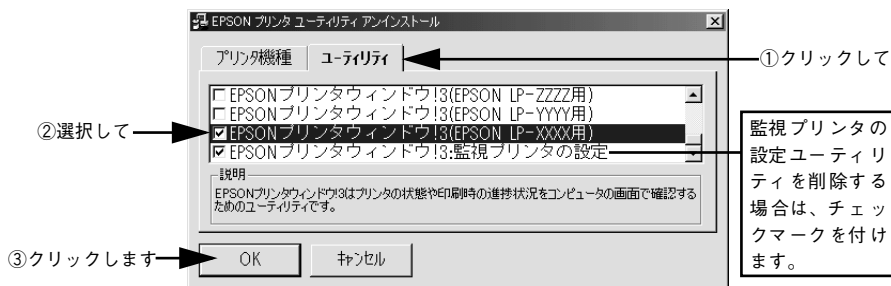 EPSON プリンタ ユーティリティ アンインストール
プリンタ機種
ユーティリティ
①クリックして
EPSONプリンタウィンドウ!3(EPSON LP-ZZZZ用)
EPSONプリンタウィンドウ!3(EPSON LP-YYYY用)
②選択して
EPSONプリンタウィンドウ!3(EPSON LP-XXXX用)
EPSONプリンタウィンドウ!3:監視プリンタの設定
監視プリンタの
設定ユーティリ
ティを削除する
場合は、チェッ
クマークを付け
ます。
説明
EPSONプリンタウィンドウ!3はプリンタの状態や印刷時の進捗状況をコンピュータの画面で確認する
ためのユーティリティです。
③クリックします
OK
キャンセル